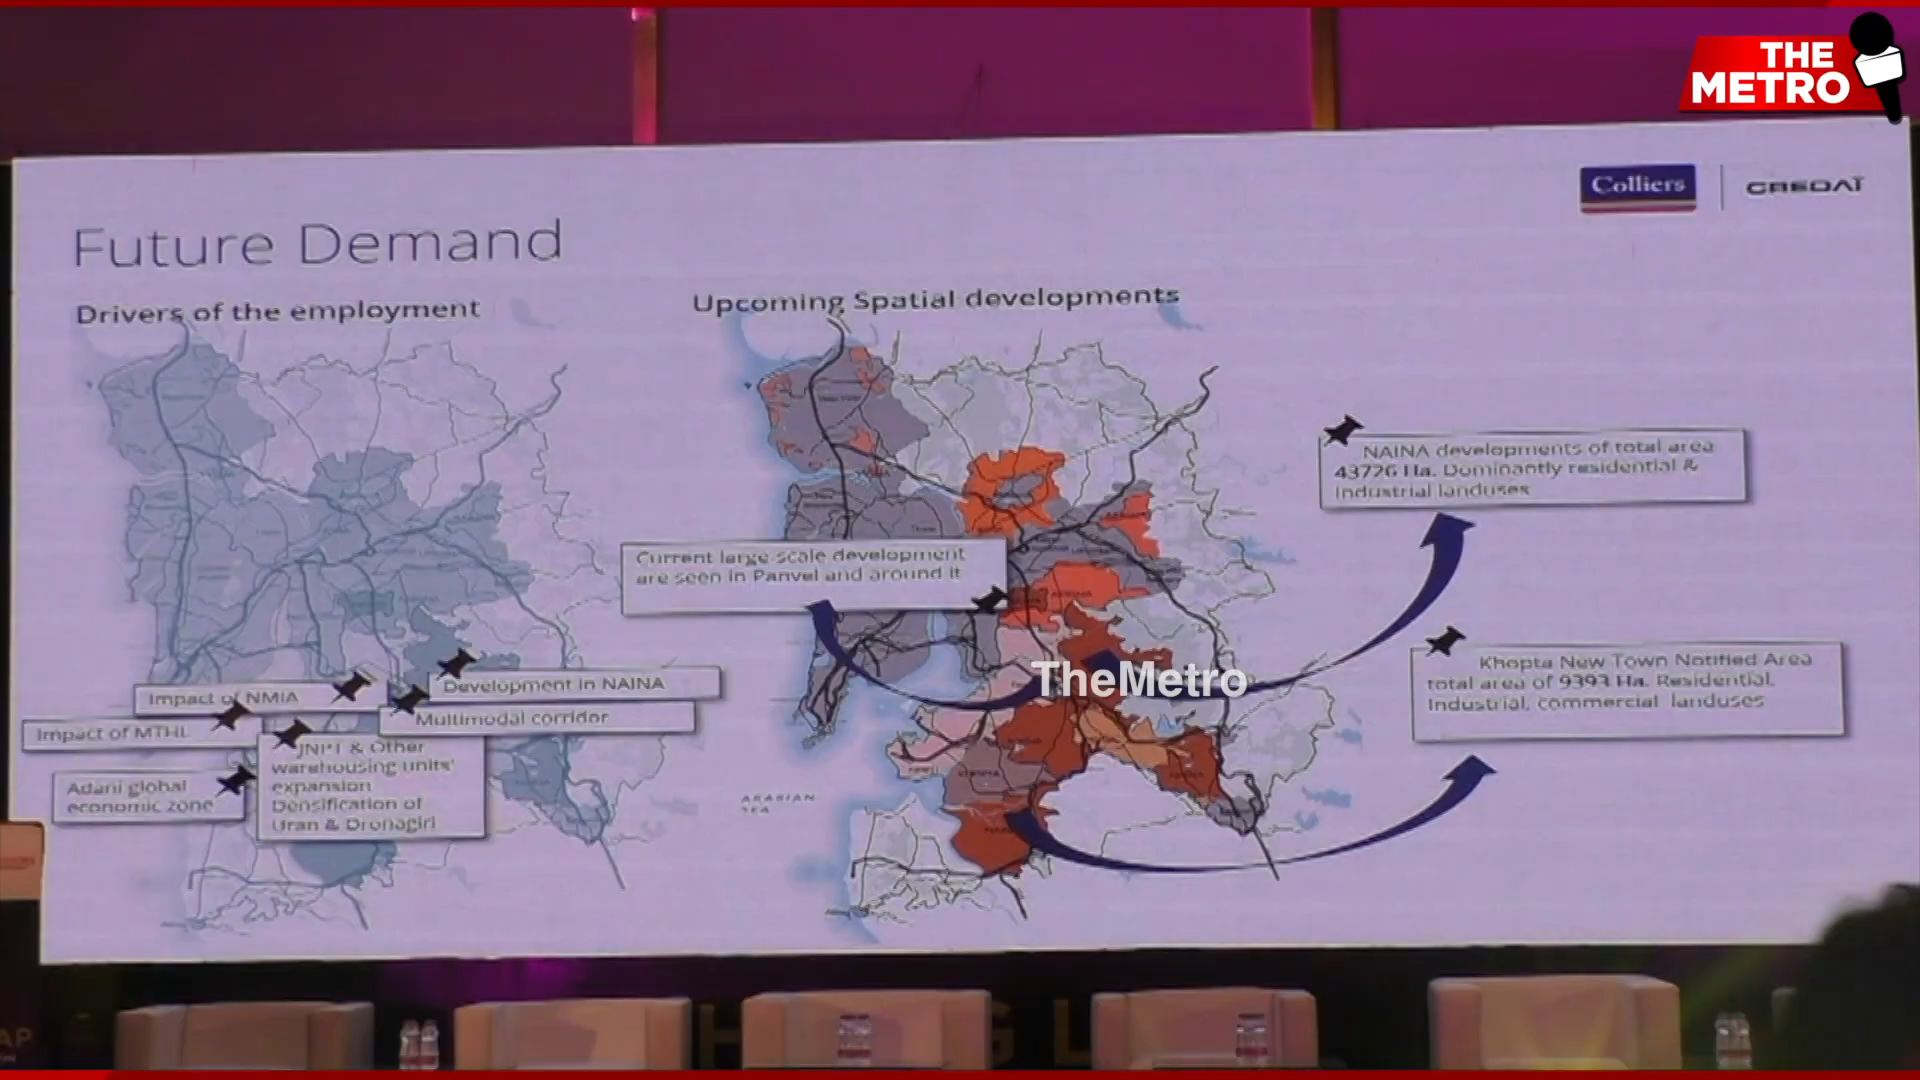 THE
METRO
Colliers
CREDAI
Future Demand
Drivers of the employment
Upcoming Spatial developments
NAINA developments of total area
43726 Ha. Dominantly residential &
Industrial landuses
Current large scale development
are seen in Panvel and around it
TheMetro
Khopta New Town Notified Area
total area of 9393 Ha. Residential,
Industrial, commercial landuses
Development in NAINA
Impact of NMIA
Multimodal corridor
Impact of MTHL
JNPT & Other
warehousing units'
expansion
Densification of
Uran & Dronagiri
Adani global
economic zone
ARABIAN
SEA